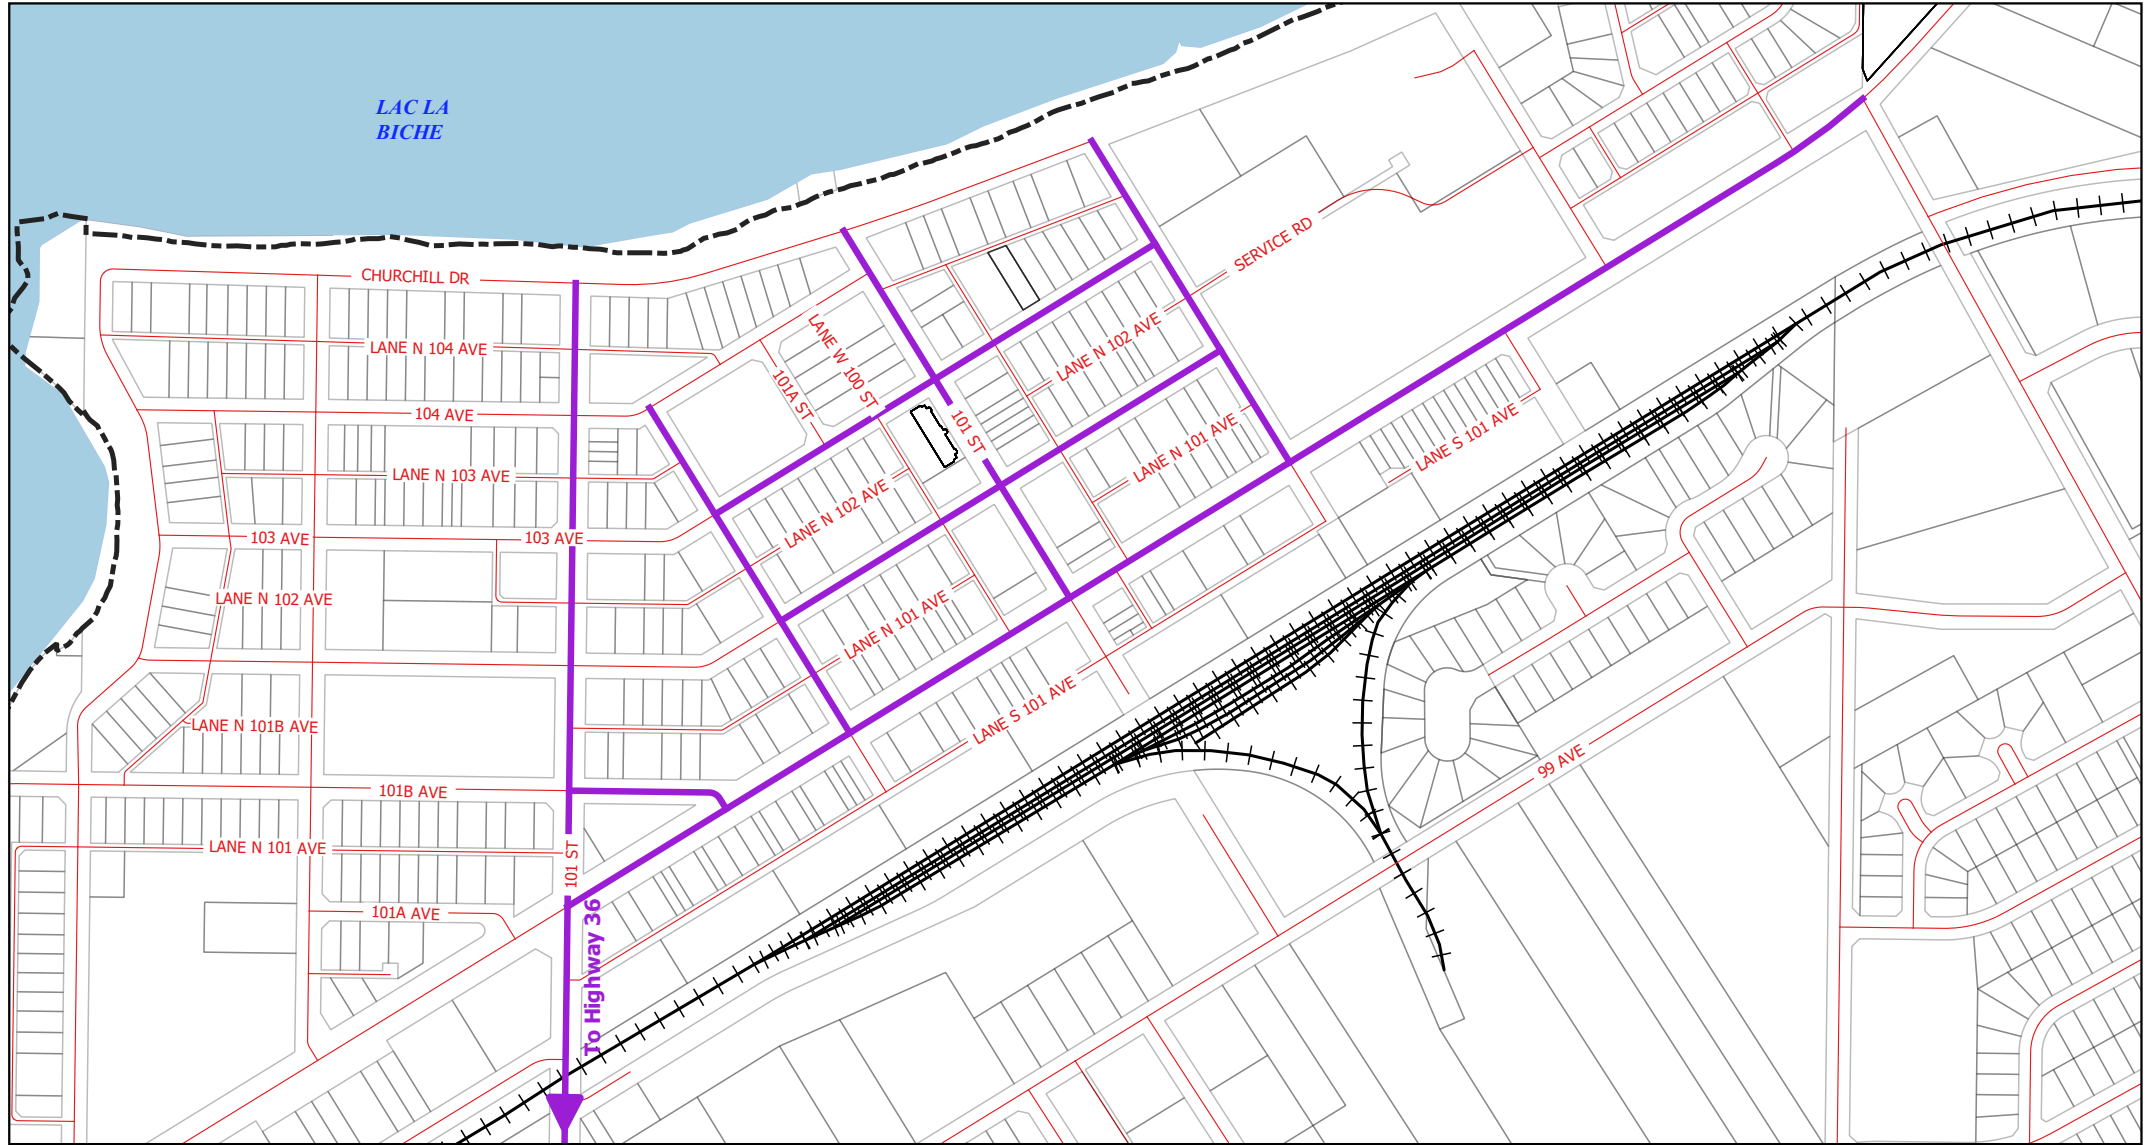 LAC LA
BICHE
SERVICE RD
CHURCHILL DR
LANE N 104 AVE
LANE W 100 ST
LANE N 102 AVE
101A ST
104 AVE
101 ST
LANE S 101 AVE
LANE N 101 AVE
LANE N 103 AVE
LANE N 102 AVE
103 AVE
103 AVE
LANE N 102 AVE
LANE N 101 AVE
LANE S 101 AVE
LANE N 101B AVE
99 AVE
101B AVE
LANE N 101 AVE
101 ST
101A AVE
To Highway 36